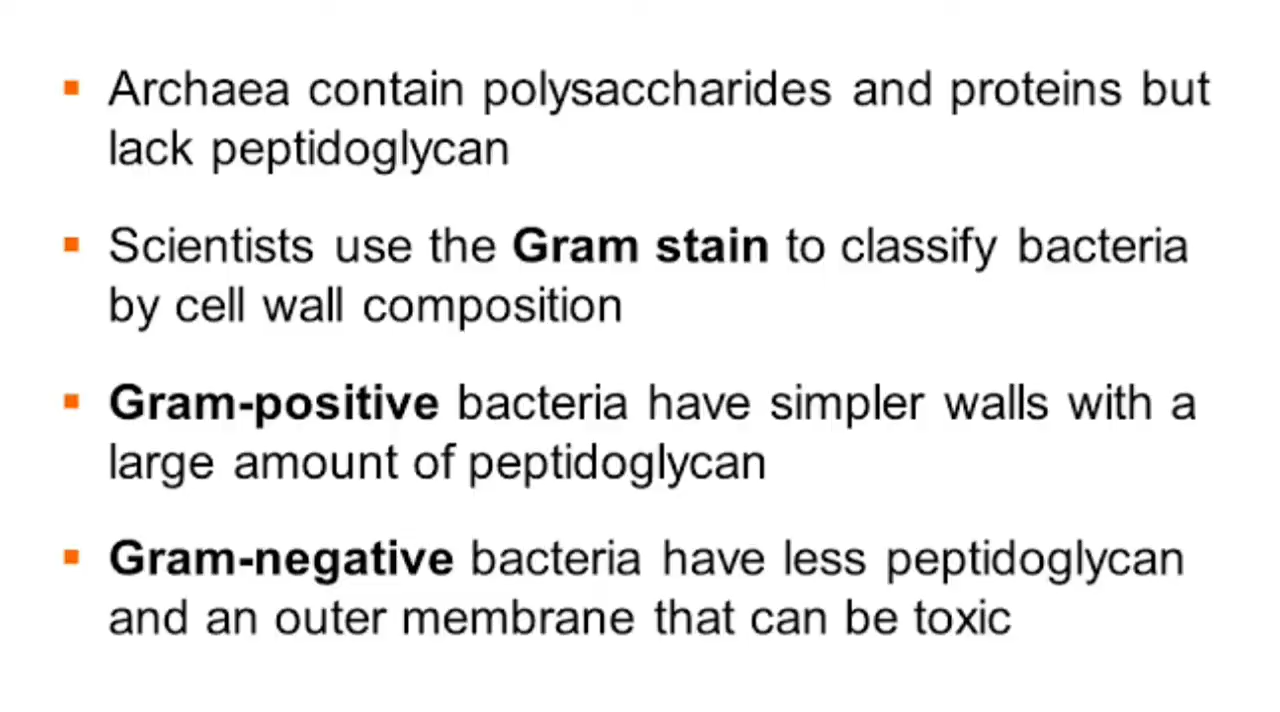 ▪ Archaea contain polysaccharides and proteins but
lack peptidoglycan
▪ Scientists use the Gram stain to classify bacteria
by cell wall composition
▪ Gram-positive bacteria have simpler walls with a
large amount of peptidoglycan
▪ Gram-negative bacteria have less peptidoglycan
and an outer membrane that can be toxic